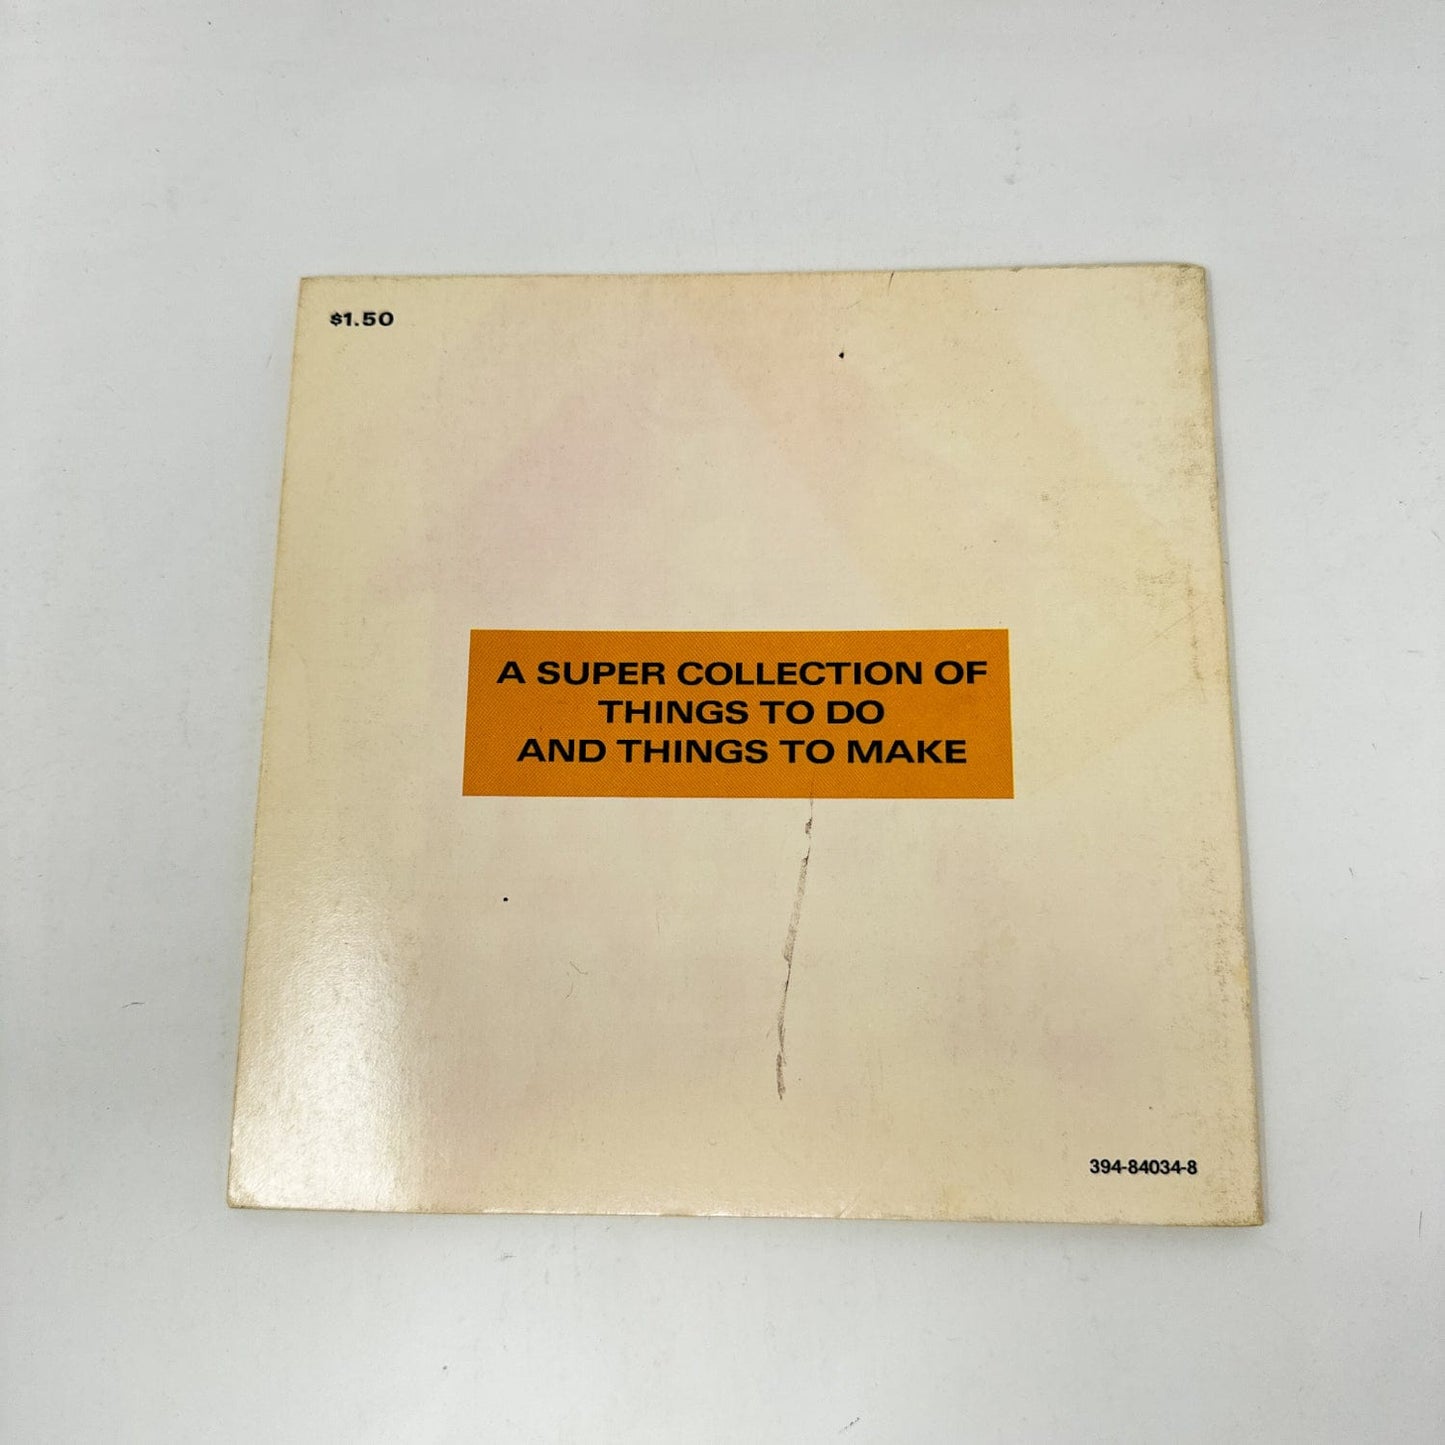 $1.50
A SUPER COLLECTION OF
THINGS TO DO
AND THINGS TO MAKE
394-84034-8